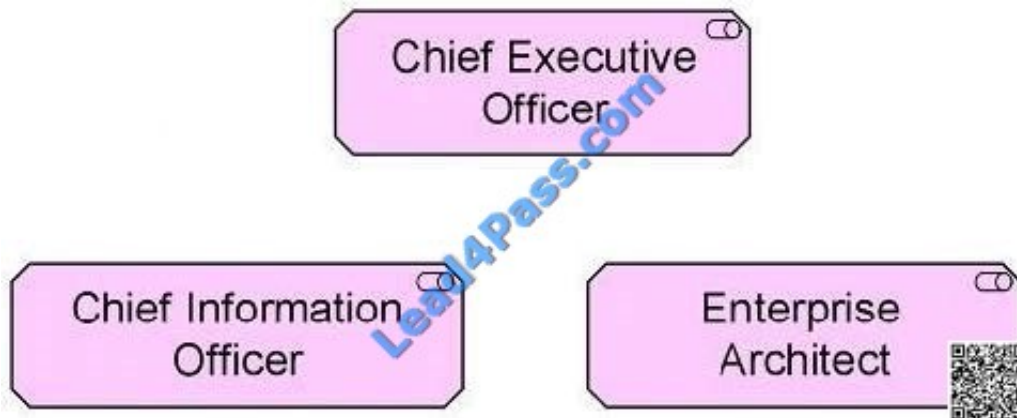 Chief Executive
Officer
Lead4Pass.com
Chief Information
Officer
Enterprise
Architect